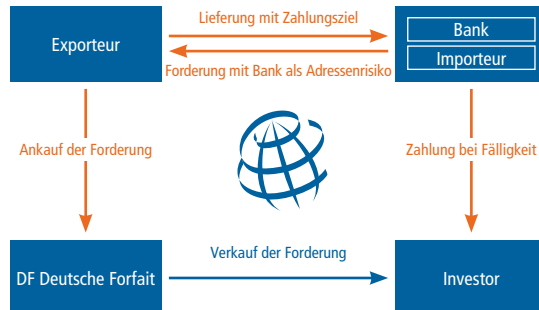 Lieferung mit Zahlungsziel
Exporteur
Bank
Importeur
Forderung mit Bank als Adressenrisiko
Ankauf der Forderung
Zahlung bei Fälligkeit
Verkauf der Forderung
DF Deutsche Forfait
Investor